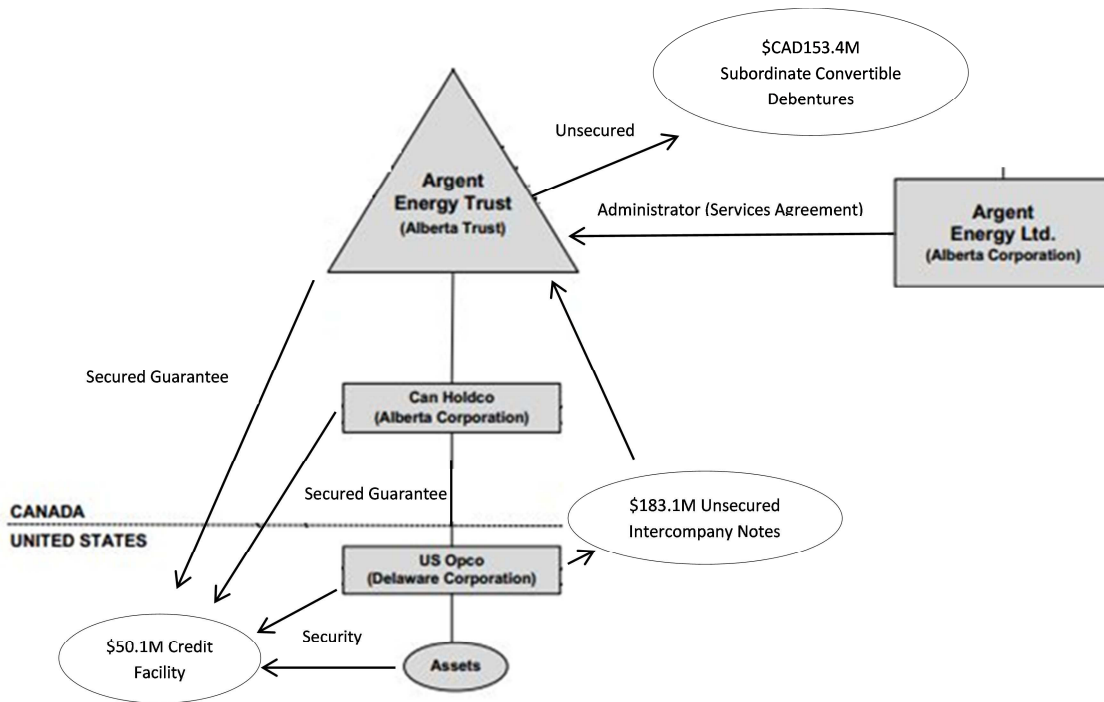 $CAD153.4M
Subordinate Convertible
Debentures
Unsecured
Argent
Energy Trust
(Alberta Trust)
Administrator (Services Agreement)
Argent
Energy Ltd.
(Alberta Corporation)
Secured Guarantee
Can Holdco
(Alberta Corporation)
Secured Guarantee
$183.1M Unsecured
Intercompany Notes
CANADA
UNITED STATES
US Opco
(Delaware Corporation)
$50.1M Credit
Facility
Security
Assets